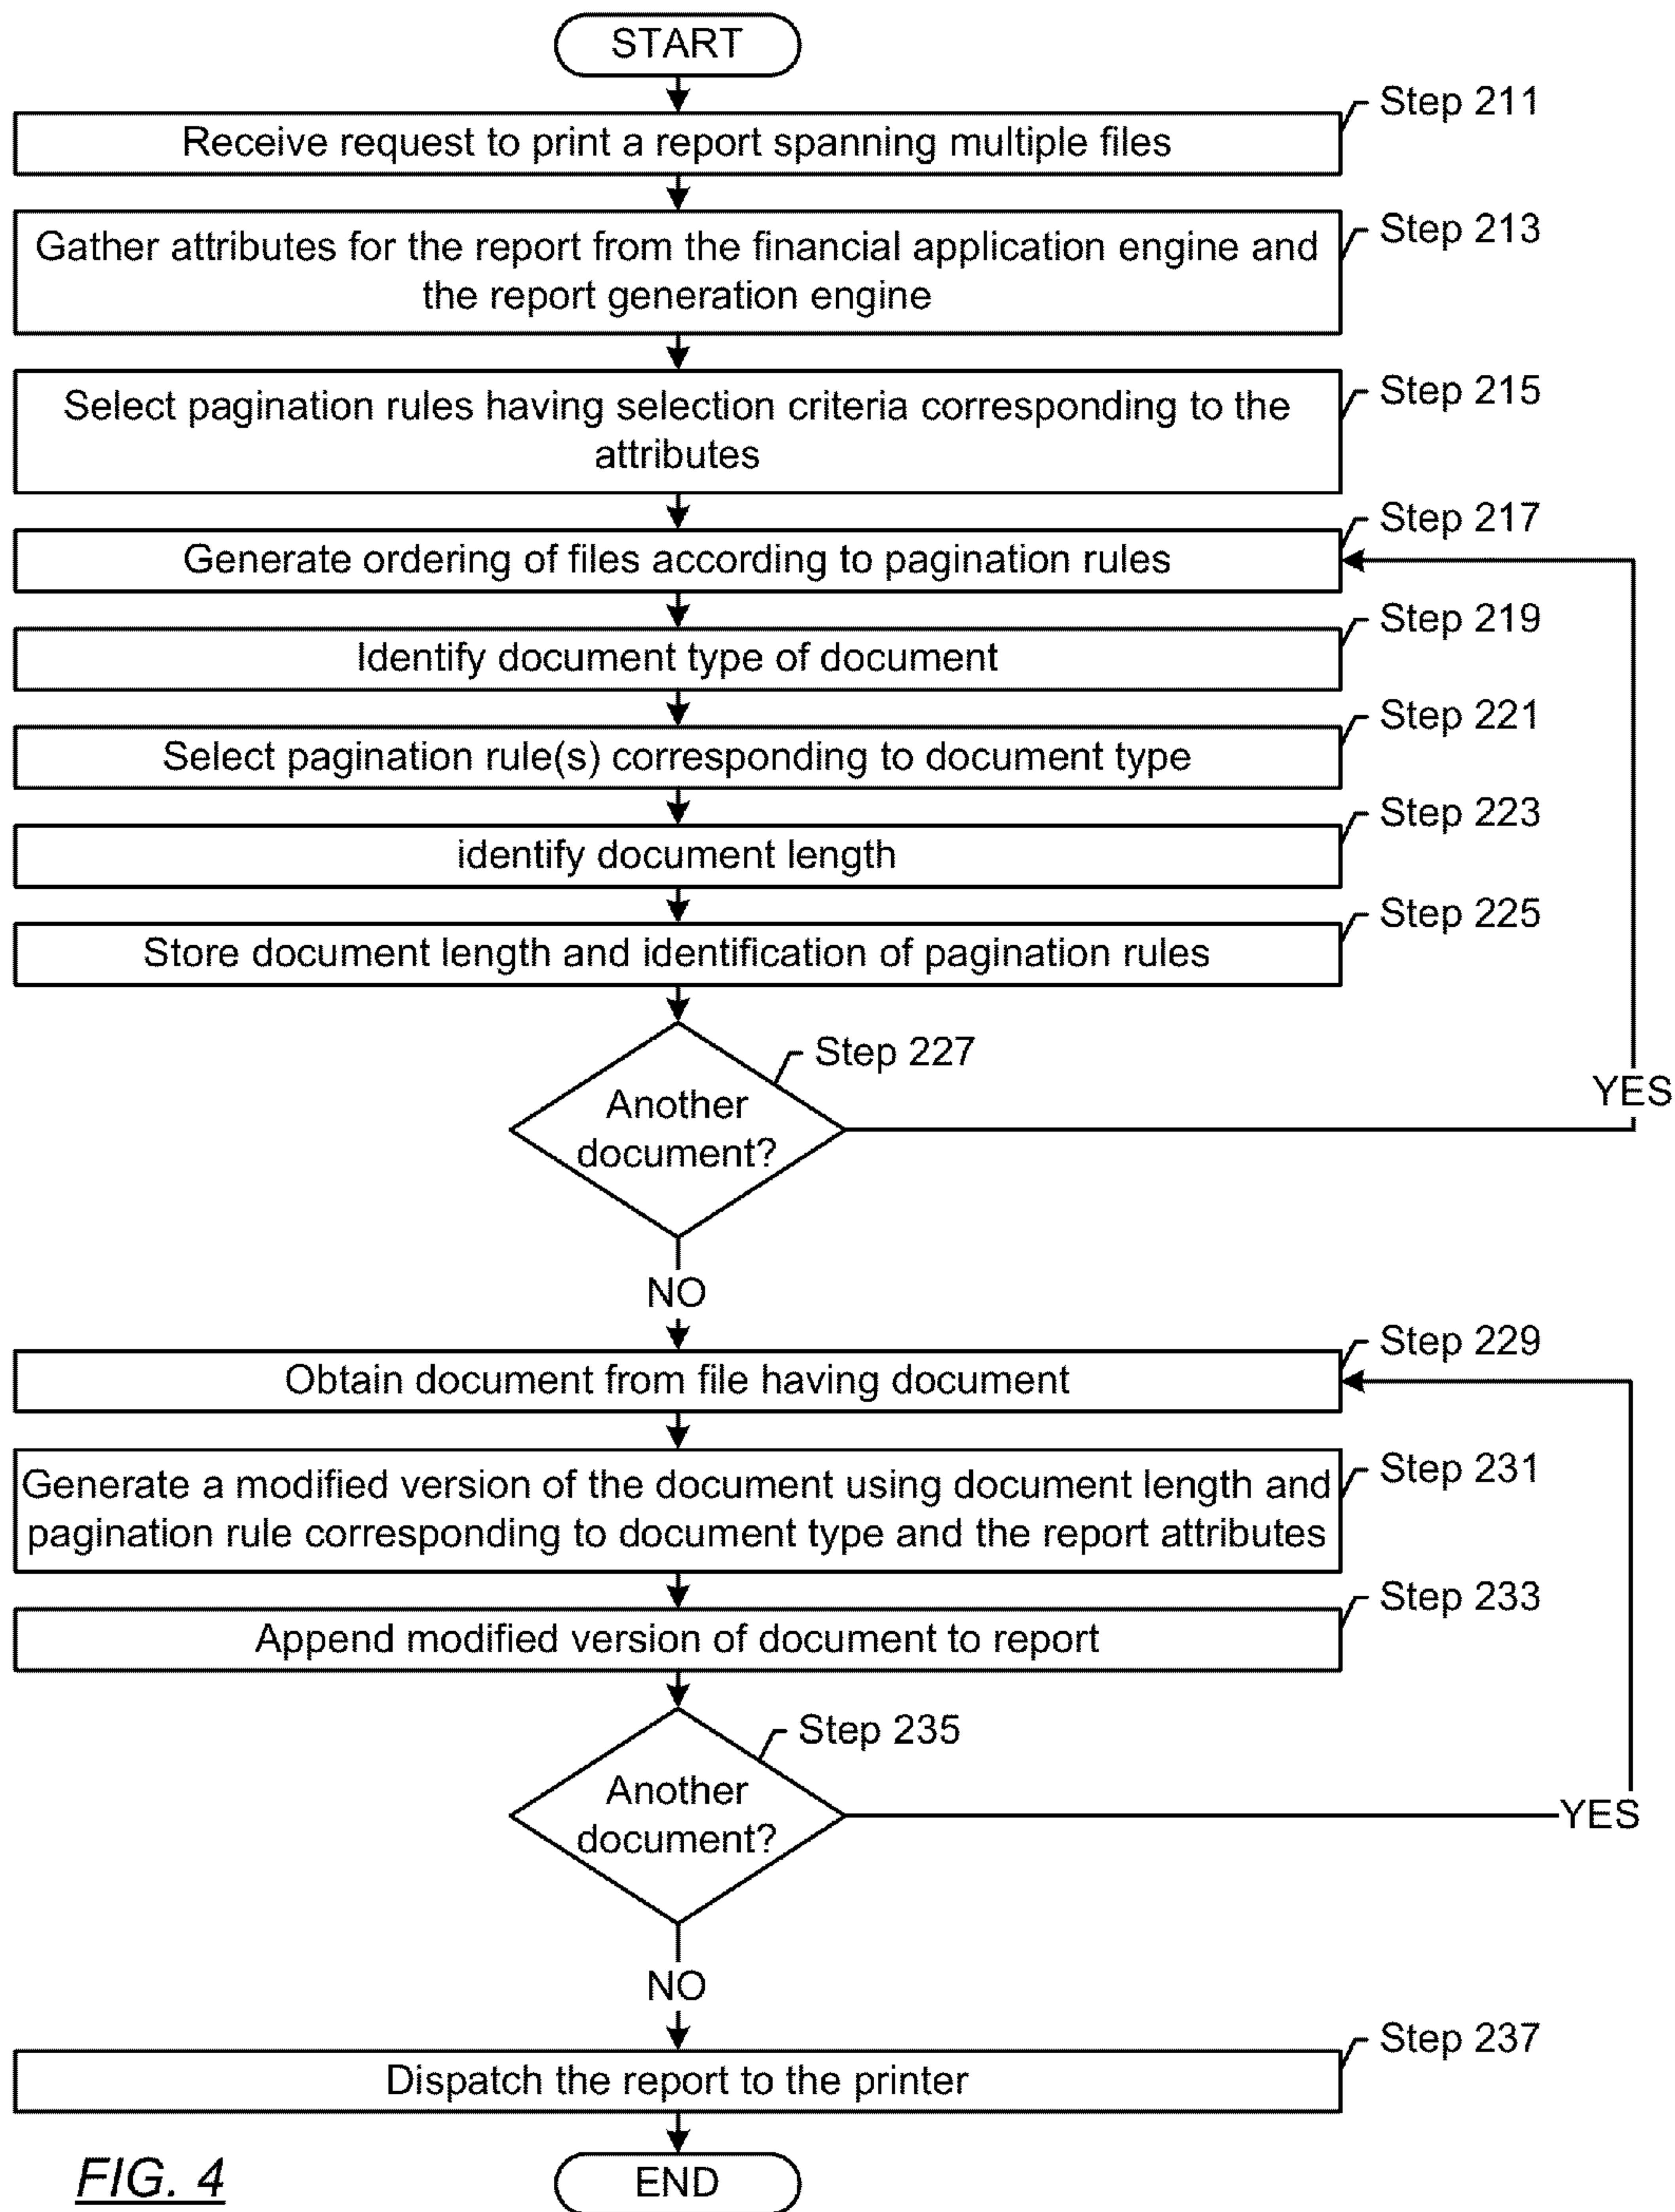 START
Step 211
Receive request to print a report spanning multiple files
Step 213
Gather attributes for the report from the financial application engine and
the report generation engine
Step 215
Select pagination rules having selection criteria corresponding to the
attributes
Step 217
Generate ordering of files according to pagination rules
Step 219
Identify document type of document
Step 221
Select pagination rule(s) corresponding to document type
Step 223
identify document length
Step 225
Store document length and identification of pagination rules
Step 227
Another
document?
YES
NO
Step 229
Obtain document from file having document
Step 231
Generate a modified version of the document using document length and
pagination rule corresponding to document type and the report attributes
Step 233
Append modified version of document to report
Step 235
Another
document?
YES
NO
Step 237
Dispatch the report to the printer
END
FIG. 4